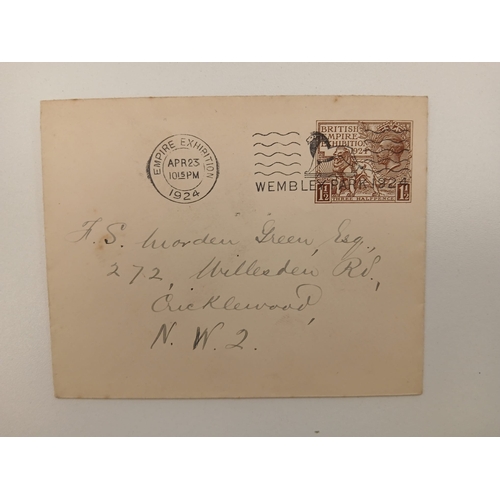 EMPIRE EXHIBITION
APR 23
10 15 PM
1924
WEMBLEY PARK 1924
BRITISH
EMPIRE
EXHIBITION
1924
1½ 1½
THREE HALFPENCE
F.S. Morden Green, Esq.,
272, Willesden Rd.,
Cricklewood,
N.W.2.